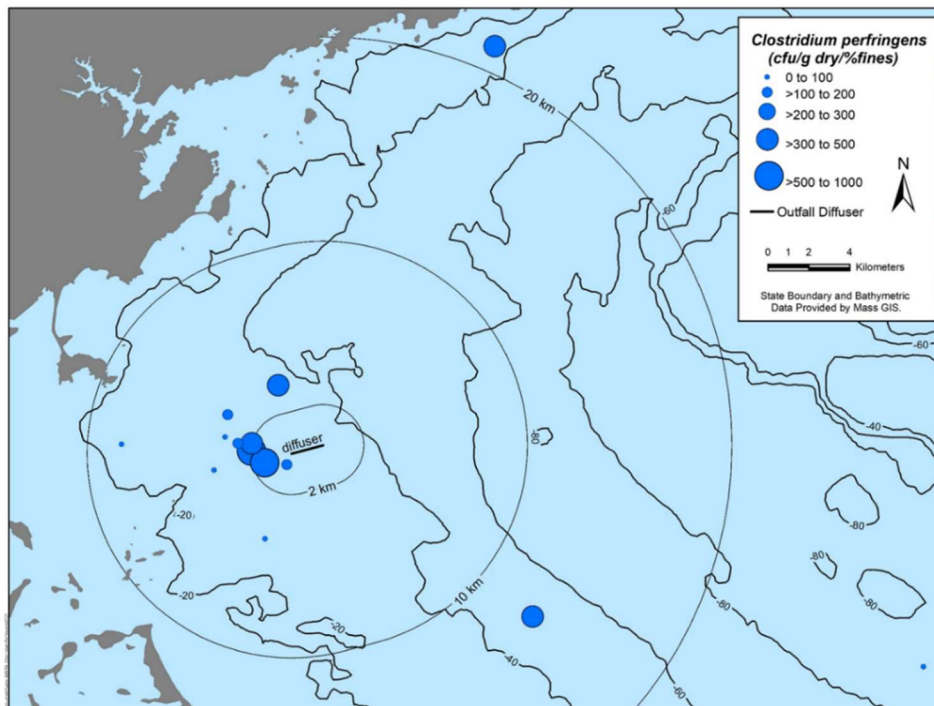 Clostridium perfringens
(cfu/g dry/%fines)
0 to 100
>100 to 200
>200 to 300
>300 to 500
>500 to 1000
Outfall Diffuser
N
0 1 2 4
Kilometers
State Boundary and Bathymetric
Data Provided by Mass GIS.
20 km
-60
-60
-40
-80
diffuser
2 km
-20
-80
-80
-80
-20
10 km
-20
-40
-60
-80